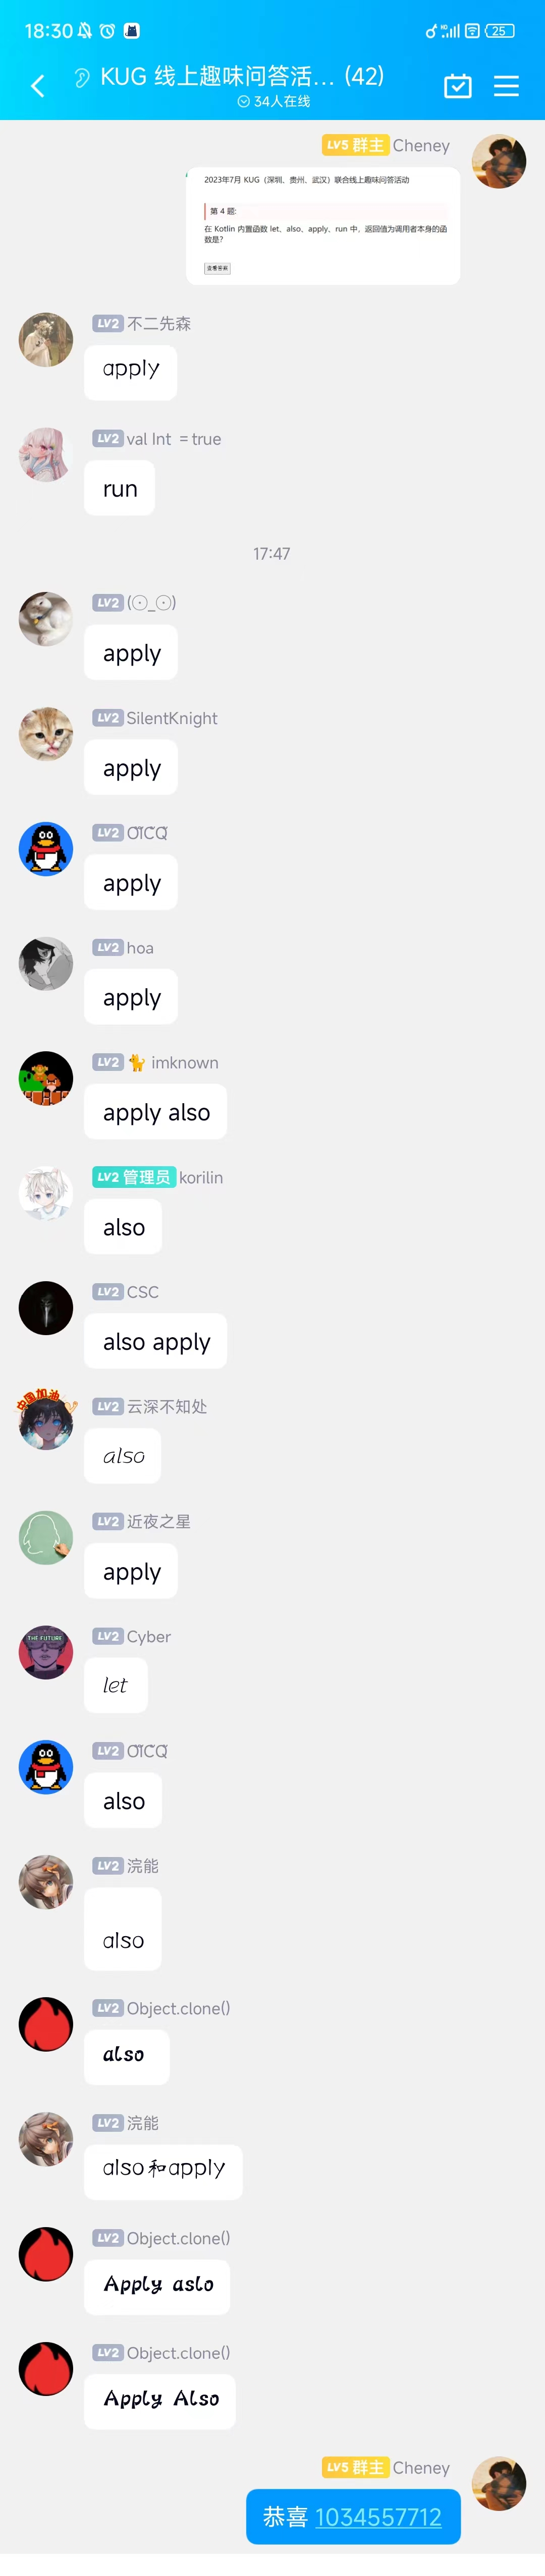 18:30
25
KUG 线上趣味问答活... (42)
34人在线
LV5 群主 Cheney
2023年7月 KUG（深圳、贵州、武汉）联合线上趣味问答活动
第 4 题:
在 Kotlin 内置函数 let、also、apply、run 中，返回值为调用者本身的函
数是?
查看答案
LV2 不二先森
apply
LV2 val Int = true
run
17:47
LV2 (⊙_⊙)
apply
LV2 SilentKnight
apply
LV2 OICQ
apply
LV2 hoa
apply
LV2 🐈 imknown
apply also
LV2 管理员 korilin
also
LV2 CSC
also apply
中国加油
LV2 云深不知处
also
LV2 近夜之星
apply
THE FUTURE
LV2 Cyber
let
LV2 OICQ
also
LV2 浣能
also
LV2 Object.clone()
also
LV2 浣能
also和apply
LV2 Object.clone()
Apply aslo
LV2 Object.clone()
Apply Also
LV5 群主 Cheney
恭喜 1034557712